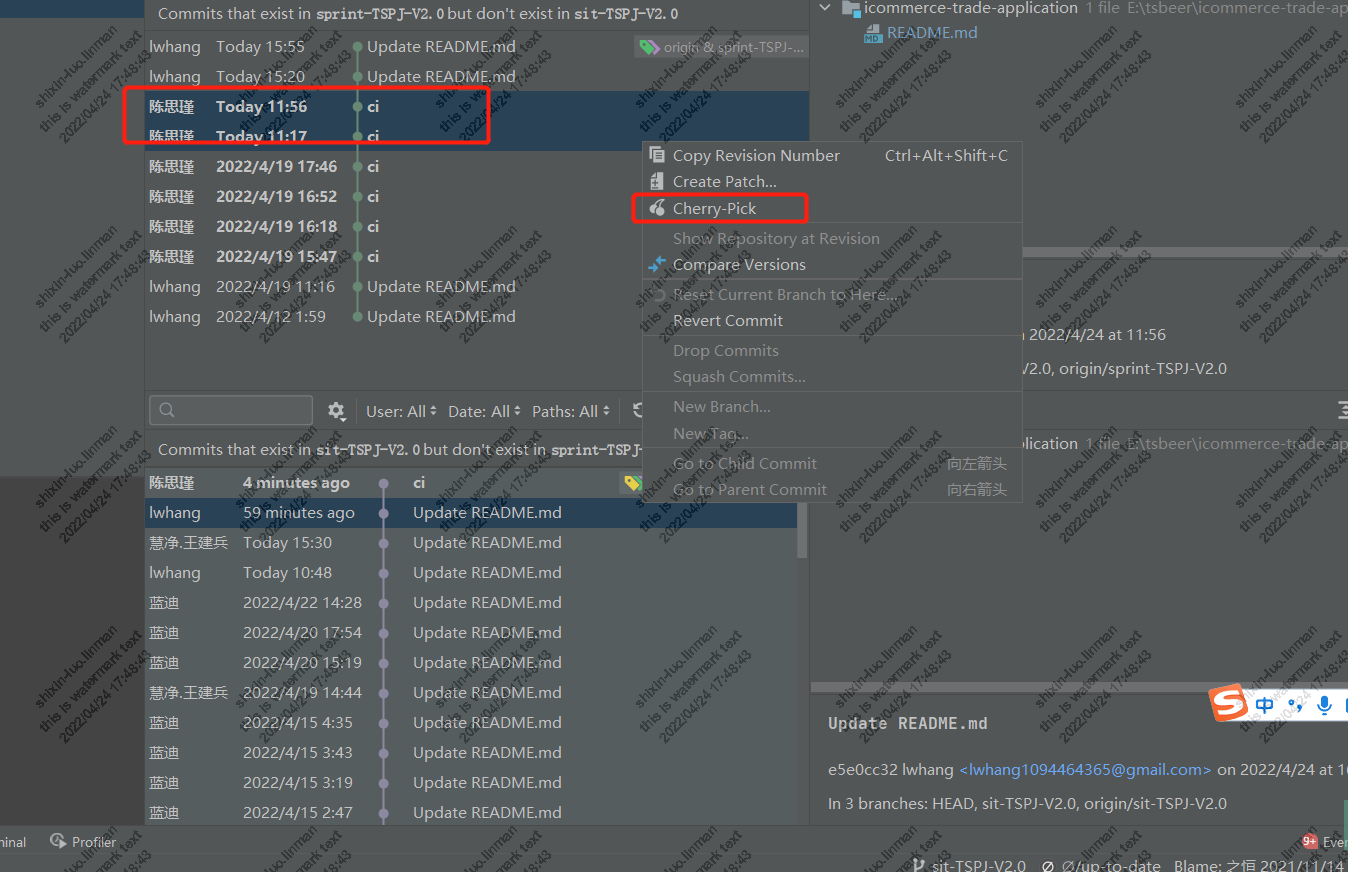 Commits that exist in sprint-TSPJ-V2.0 but don't exist in sit-TSPJ-V2.0
lwhang Today 15:55 Update README.md origin & sprint-TSPJ-...
lwhang Today 15:20 Update README.md
陈思瑾 Today 11:56 ci
陈思瑾 Today 11:17 ci
陈思瑾 2022/4/19 17:46 ci
陈思瑾 2022/4/19 16:52 ci
陈思瑾 2022/4/19 16:18 ci
陈思瑾 2022/4/19 15:47 ci
lwhang 2022/4/19 11:16 Update README.md
lwhang 2022/4/12 1:59 Update README.md
icommerce-trade-application 1 file E:\tsbeer\icommerce-trade-ap
MD README.md
Copy Revision Number Ctrl+Alt+Shift+C
Create Patch...
Cherry-Pick
Show Repository at Revision
Compare Versions
Reset Current Branch to Here...
Revert Commit
Drop Commits
Squash Commits...
New Branch...
New Tag...
Go to Child Commit 向左箭头
Go to Parent Commit 向右箭头
2022/4/24 at 11:56
V2.0, origin/sprint-TSPJ-V2.0
User: All Date: All Paths: All
Commits that exist in sit-TSPJ-V2.0 but don't exist in sprint-TSPJ-
陈思瑾 4 minutes ago ci
lwhang 59 minutes ago Update README.md
慧净.王建兵 Today 15:30 Update README.md
lwhang Today 10:48 Update README.md
蓝迪 2022/4/22 14:28 Update README.md
蓝迪 2022/4/20 17:54 Update README.md
蓝迪 2022/4/20 15:19 Update README.md
慧净.王建兵 2022/4/19 14:44 Update README.md
蓝迪 2022/4/15 4:35 Update README.md
蓝迪 2022/4/15 3:43 Update README.md
蓝迪 2022/4/15 3:19 Update README.md
蓝迪 2022/4/15 2:47 Update README.md
plication 1 file E:\tsbeer\icommerce-trade-ap
中
Update README.md
e5e0cc32 lwhang <lwhang1094464365@gmail.com> on 2022/4/24 at 1
In 3 branches: HEAD, sit-TSPJ-V2.0, origin/sit-TSPJ-V2.0
minal Profiler 9+ Even
sit-TSPJ-V2.0 ∅/up-to-date Blame: 之恒 2021/11/14
shixin-luo.linman
this is watermark text
2022/04/24 17:48:43